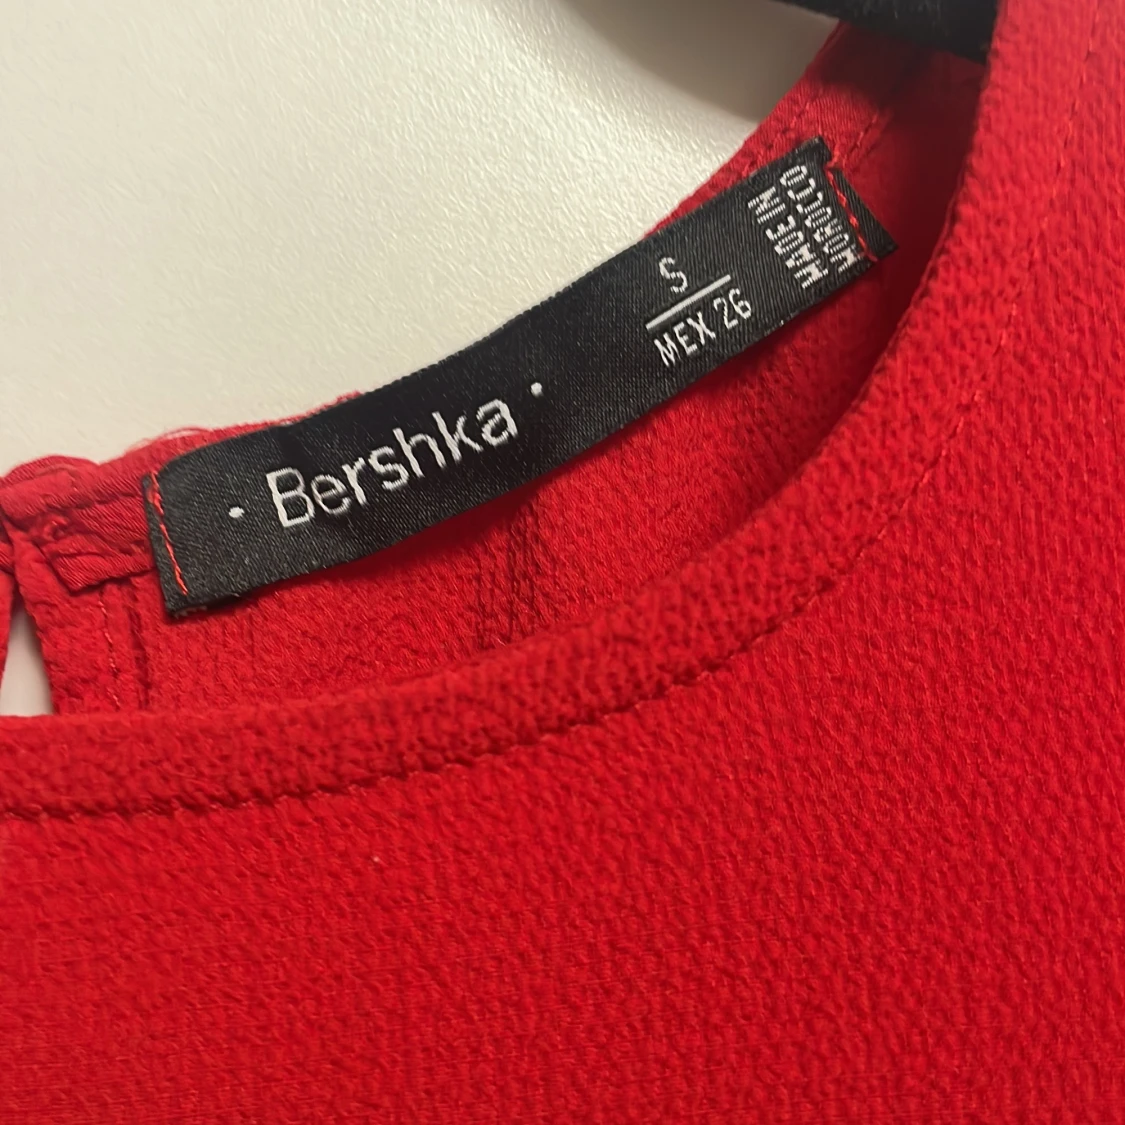 · Bershka ·
S
MEX 26
MADE IN
MOROCCO